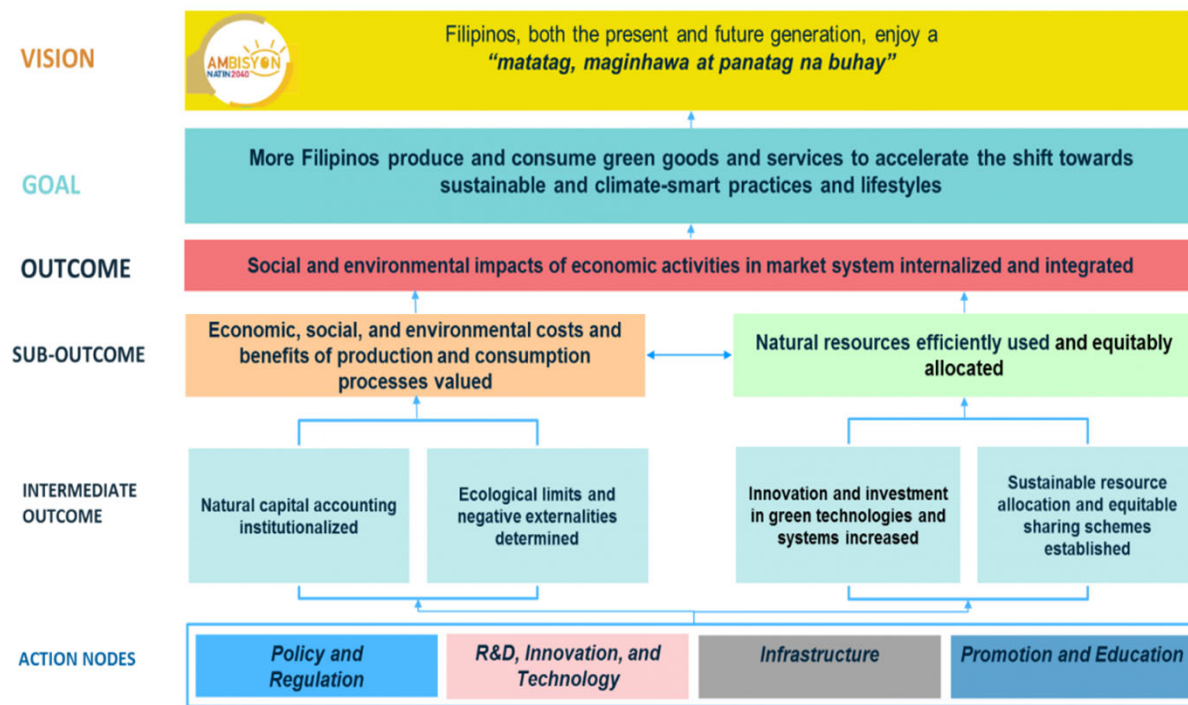 VISION
AMBISYON
NATIN 2040
Filipinos, both the present and future generation, enjoy a
“matatag, maginhawa at panatag na buhay”
GOAL
More Filipinos produce and consume green goods and services to accelerate the shift towards
sustainable and climate-smart practices and lifestyles
OUTCOME
Social and environmental impacts of economic activities in market system internalized and integrated
SUB-OUTCOME
Economic, social, and environmental costs and
benefits of production and consumption
processes valued
Natural resources efficiently used and equitably
allocated
INTERMEDIATE
OUTCOME
Natural capital accounting
institutionalized
Ecological limits and
negative externalities
determined
Innovation and investment
in green technologies and
systems increased
Sustainable resource
allocation and equitable
sharing schemes
established
ACTION NODES
Policy and
Regulation
R&D, Innovation, and
Technology
Infrastructure
Promotion and Education